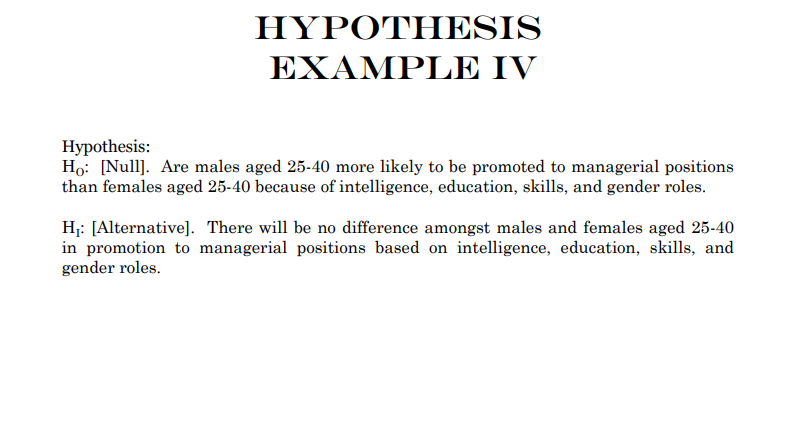 HYPOTHESIS
EXAMPLE IV
Hypothesis:
HO: [Null]. Are males aged 25-40 more likely to be promoted to managerial positions
than females aged 25-40 because of intelligence, education, skills, and gender roles.
HI: [Alternative]. There will be no difference amongst males and females aged 25-40
in promotion to managerial positions based on intelligence, education, skills, and
gender roles.